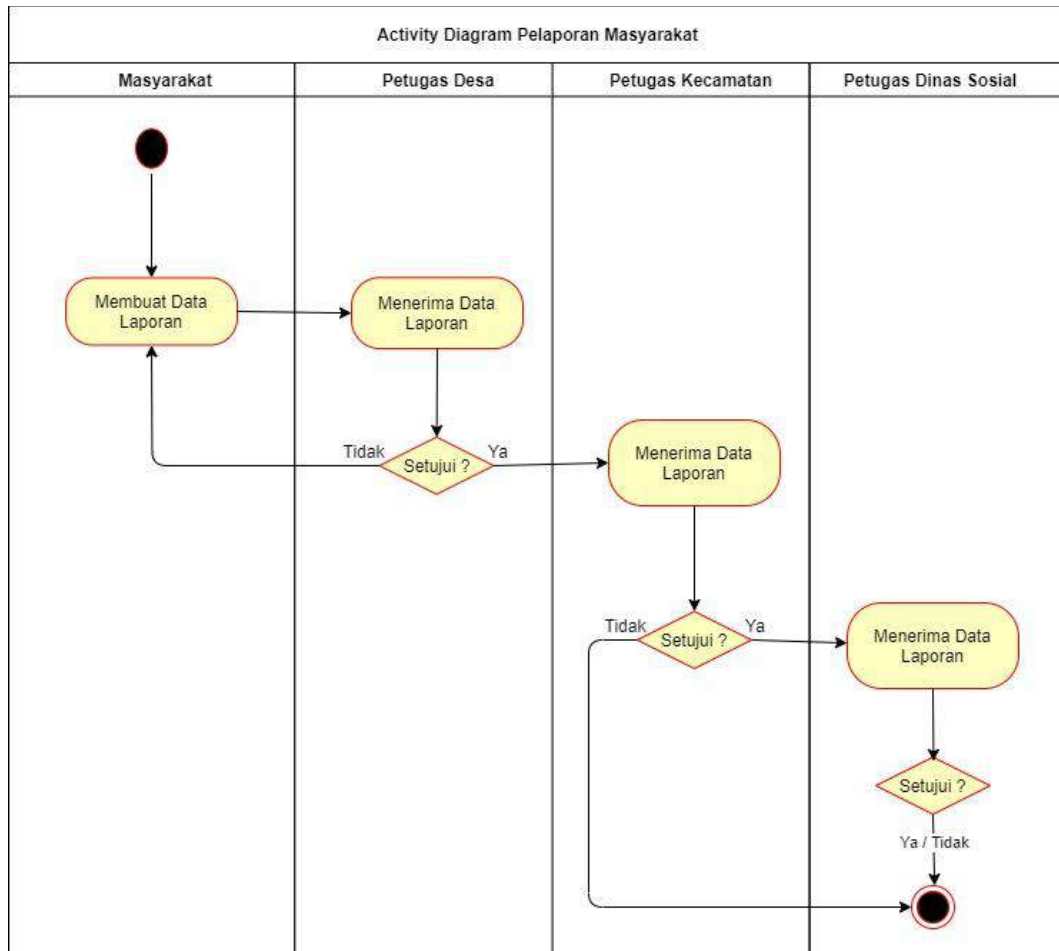 Activity Diagram Pelaporan Masyarakat
Masyarakat
Petugas Desa
Petugas Kecamatan
Petugas Dinas Sosial
Membuat Data
Laporan
Menerima Data
Laporan
Tidak
Setujui ?
Ya
Menerima Data
Laporan
Tidak
Setujui ?
Ya
Menerima Data
Laporan
Setujui ?
Ya / Tidak